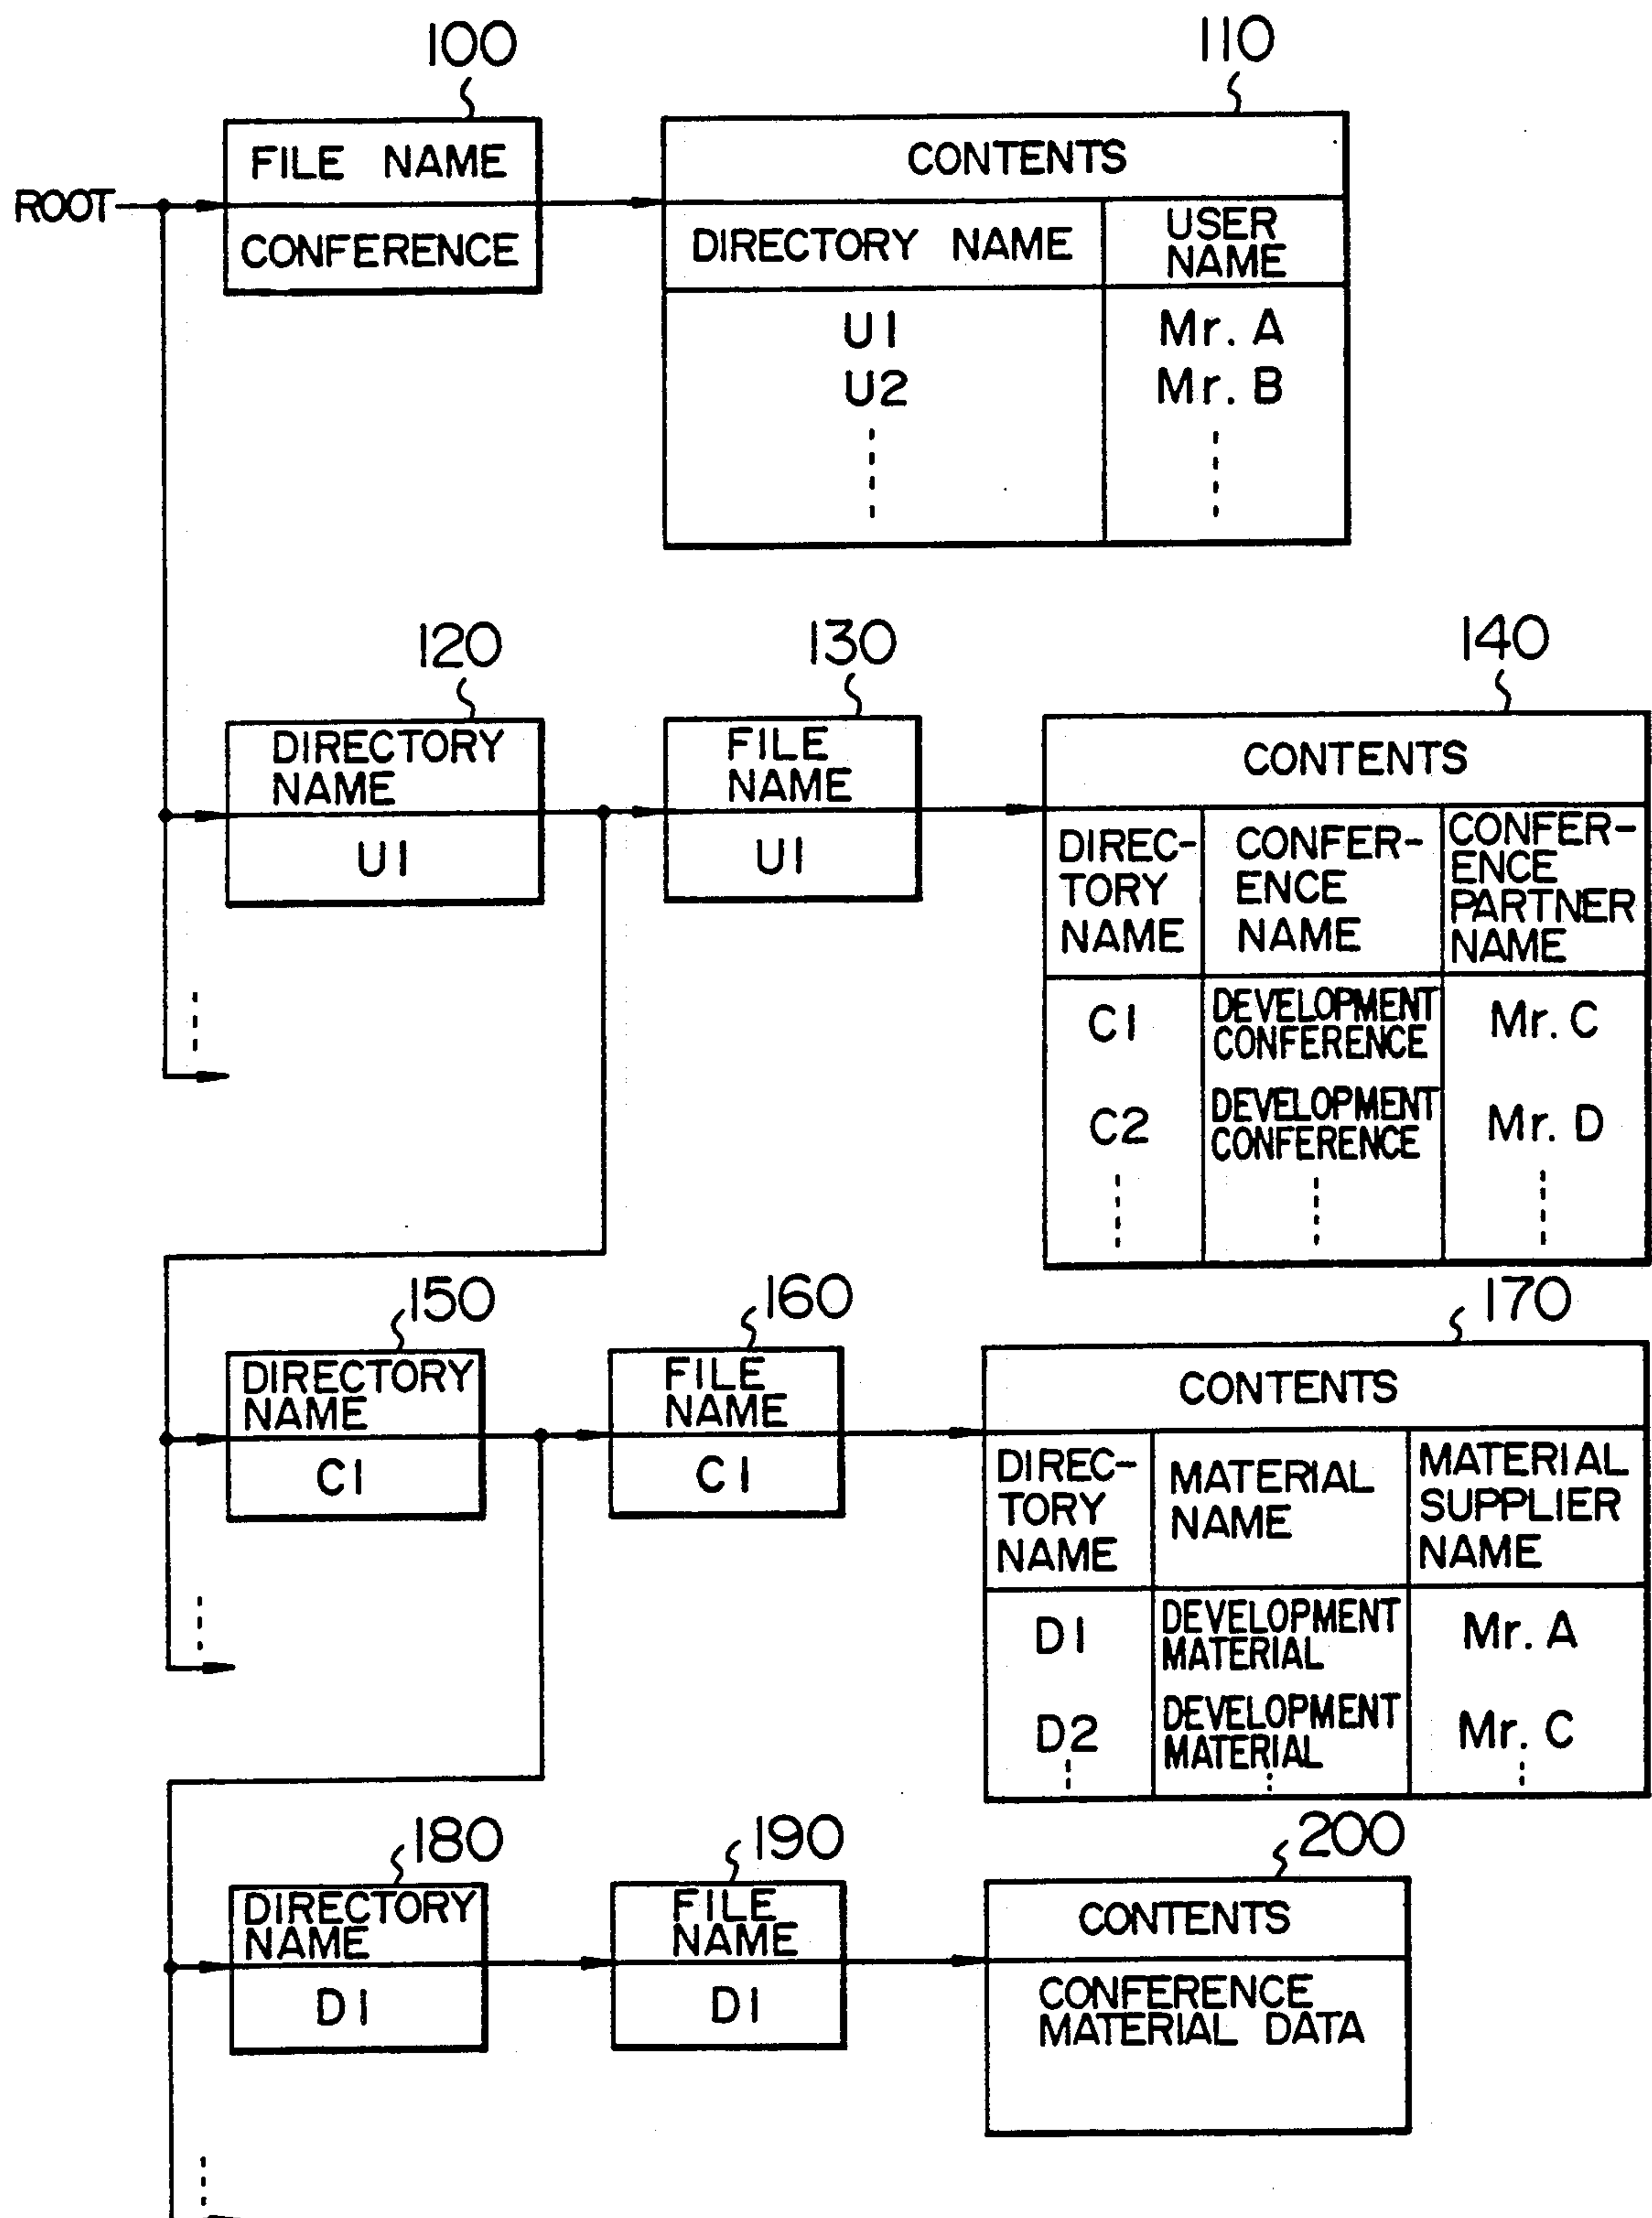 100
110
FILE NAME
CONTENTS
ROOT
CONFERENCE
DIRECTORY NAME
USER
NAME
U1
Mr. A
U2
Mr. B
120
130
140
DIRECTORY
NAME
U1
FILE
NAME
U1
CONTENTS
DIREC-
TORY
NAME
CONFER-
ENCE
NAME
CONFER-
ENCE
PARTNER
NAME
C1
DEVELOPMENT
CONFERENCE
Mr. C
C2
DEVELOPMENT
CONFERENCE
Mr. D
150
160
170
DIRECTORY
NAME
C1
FILE
NAME
C1
CONTENTS
DIREC-
TORY
NAME
MATERIAL
NAME
MATERIAL
SUPPLIER
NAME
D1
DEVELOPMENT
MATERIAL
Mr. A
D2
DEVELOPMENT
MATERIAL
Mr. C
180
190
200
DIRECTORY
NAME
D1
FILE
NAME
D1
CONTENTS
CONFERENCE
MATERIAL DATA